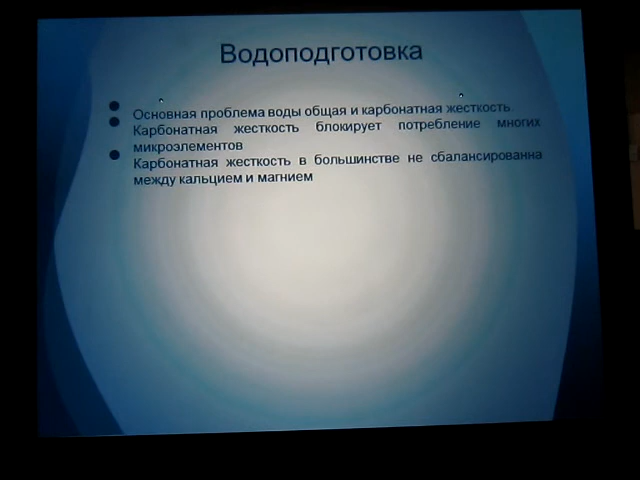 Водоподготовка
Основная проблема воды общая и карбонатная жесткость.
Карбонатная жесткость блокирует потребление многих
микроэлементов
Карбонатная жесткость в большинстве не сбалансированна
между кальцием и магнием